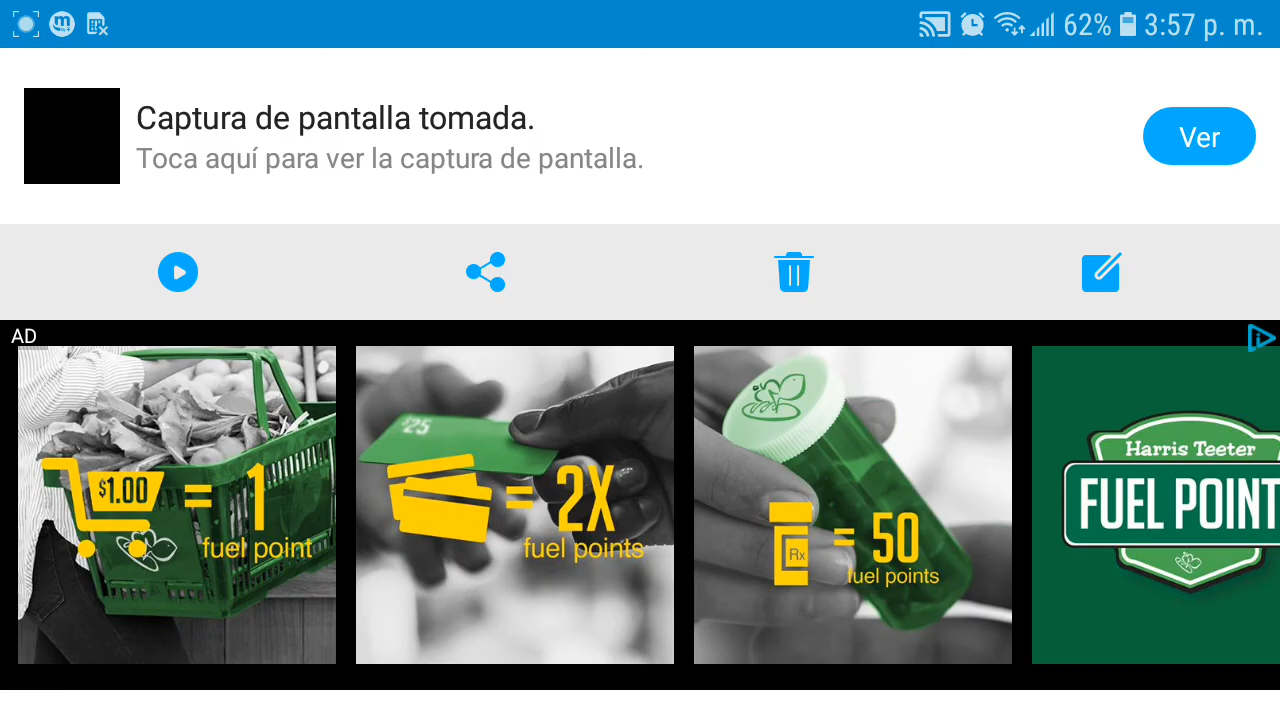 62% 3:57 p. m.
Captura de pantalla tomada.
Toca aquí para ver la captura de pantalla.
Ver
AD
$1.00 = 1
fuel point
$25
= 2X
fuel points
Rx = 50
fuel points
Harris Teeter
FUEL POINT